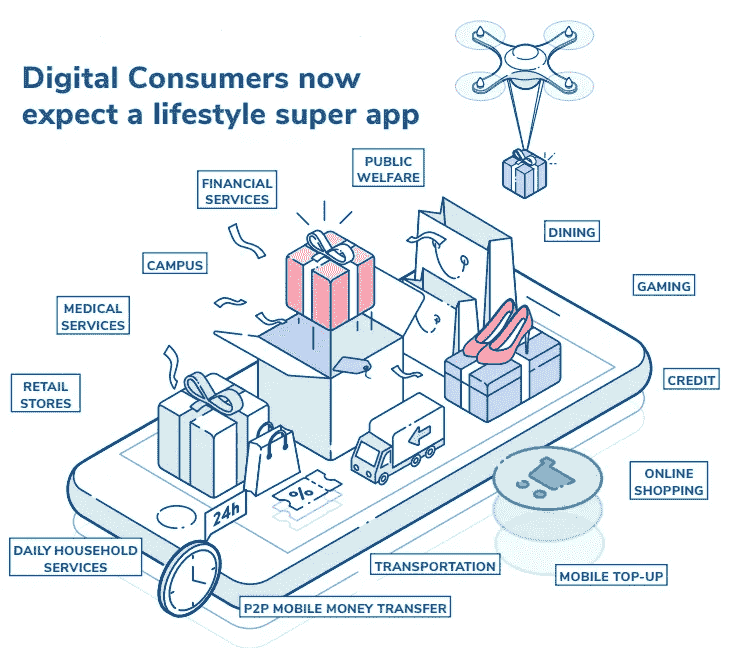 Digital Consumers now
expect a lifestyle super app
PUBLIC
WELFARE
FINANCIAL
SERVICES
DINING
CAMPUS
GAMING
MEDICAL
SERVICES
RETAIL
STORES
CREDIT
%
ONLINE
SHOPPING
24h
DAILY HOUSEHOLD
SERVICES
TRANSPORTATION
MOBILE TOP-UP
P2P MOBILE MONEY TRANSFER